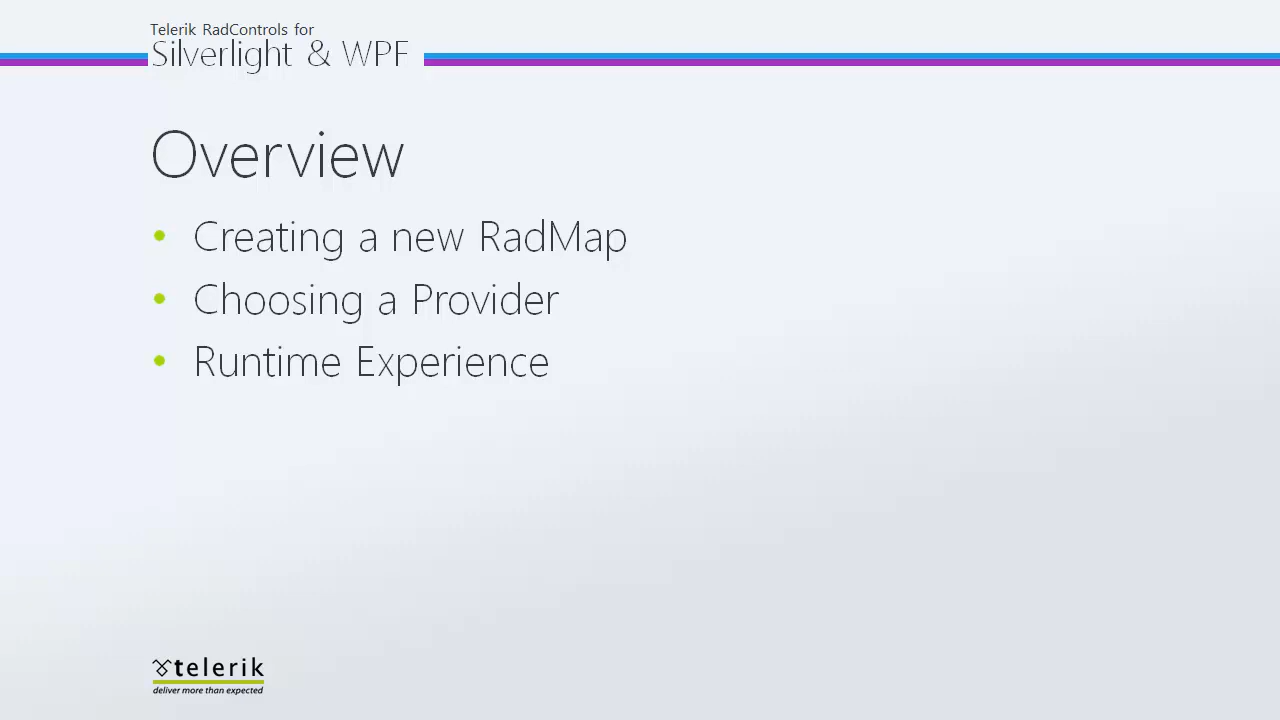 Telerik RadControls for
Silverlight & WPF
Overview
• Creating a new RadMap
• Choosing a Provider
• Runtime Experience
telerik
deliver more than expected